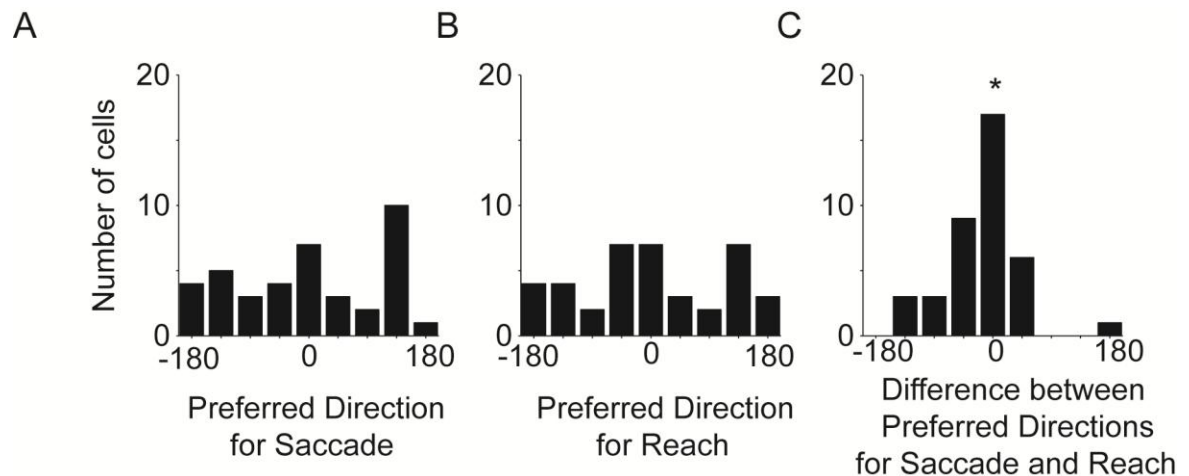 A
B
C
Number of cells
20
10
0
-180
0
180
Preferred Direction
for Saccade
20
10
0
-180
0
180
Preferred Direction
for Reach
20
10
0
*
-180
0
180
Difference between
Preferred Directions
for Saccade and Reach